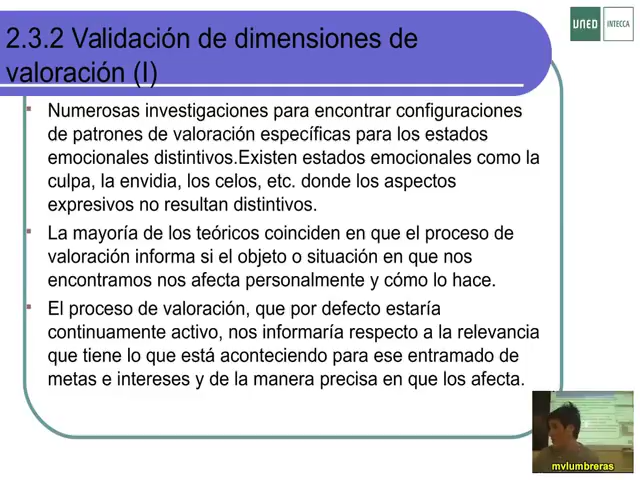 2.3.2 Validación de dimensiones de
valoración (I)
UNED
INTECCA
Numerosas investigaciones para encontrar configuraciones
de patrones de valoración específicas para los estados
emocionales distintivos.Existen estados emocionales como la
culpa, la envidia, los celos, etc. donde los aspectos
expresivos no resultan distintivos.
La mayoría de los teóricos coinciden en que el proceso de
valoración informa si el objeto o situación en que nos
encontramos nos afecta personalmente y cómo lo hace.
El proceso de valoración, que por defecto estaría
continuamente activo, nos informaría respecto a la relevancia
que tiene lo que está aconteciendo para ese entramado de
metas e intereses y de la manera precisa en que los afecta.
mvlumbreras